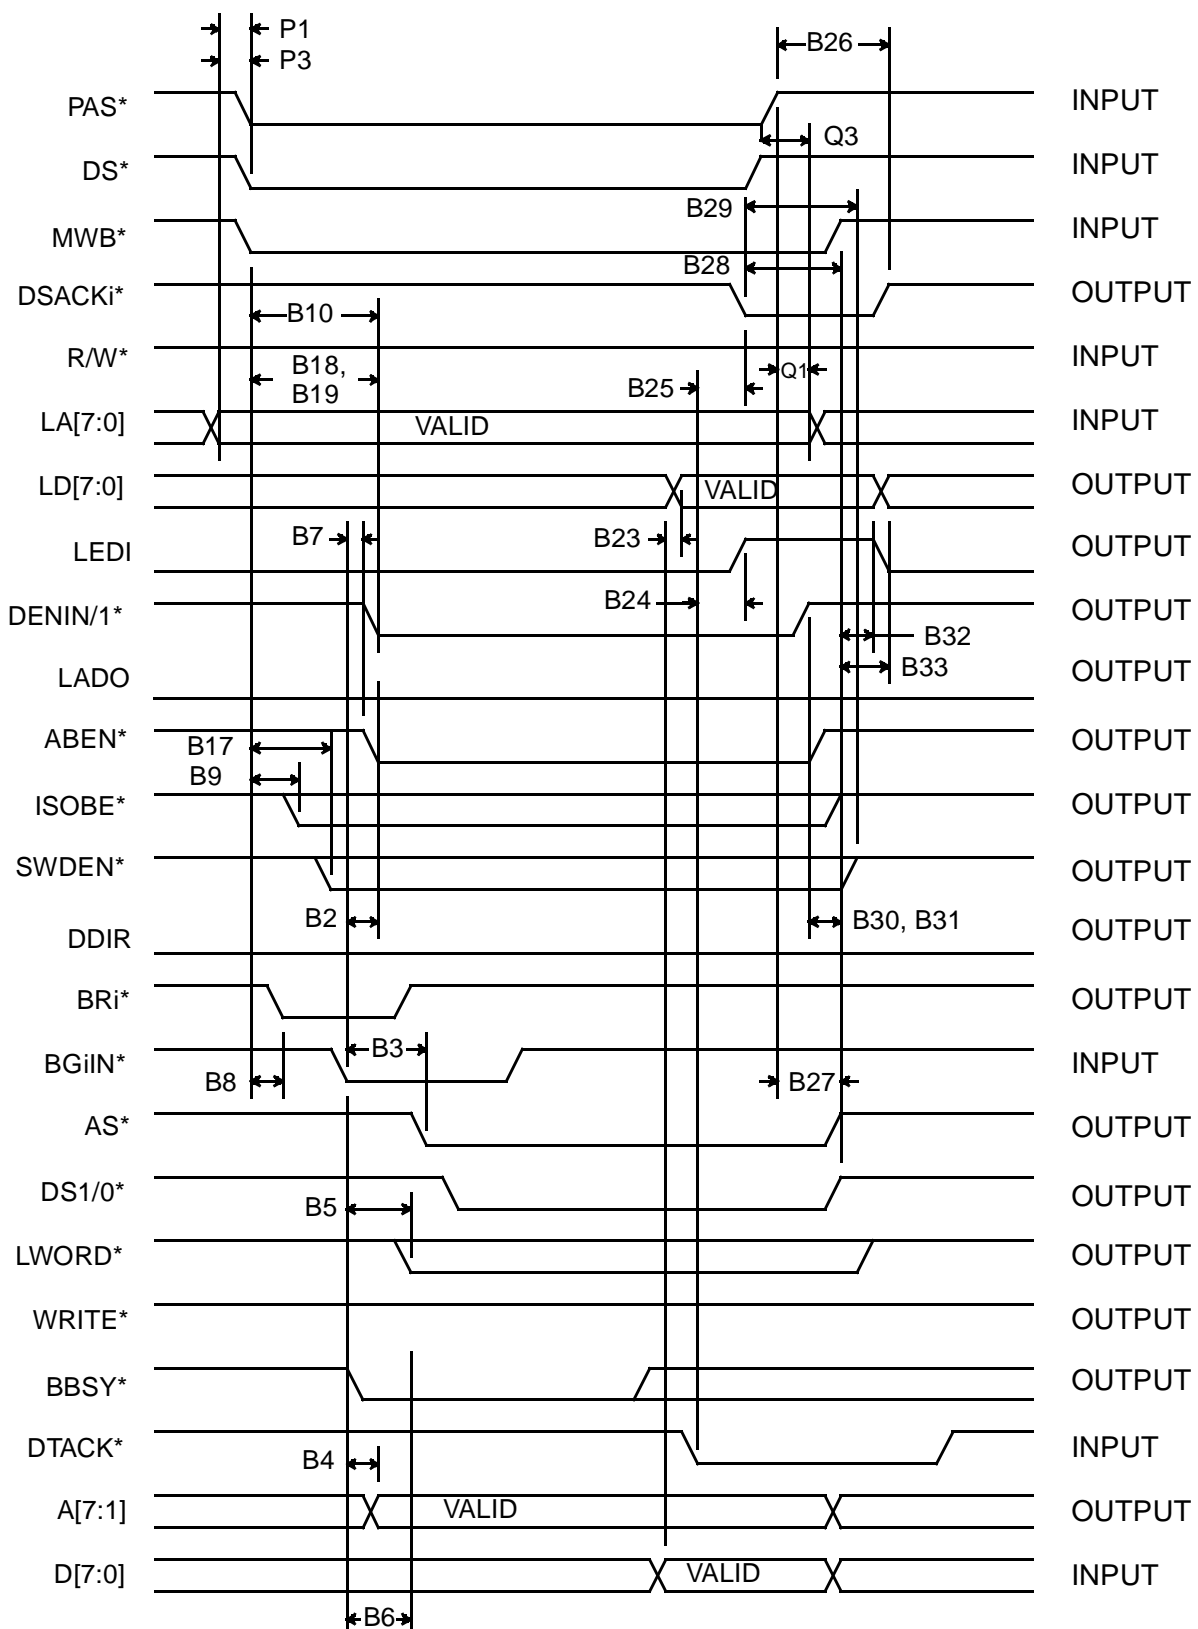 P1
P3
B26
PAS*
INPUT
Q3
DS*
INPUT
B29
MWB*
INPUT
B28
DSACKi*
OUTPUT
B10
R/W*
INPUT
B18,
B19
Q1
B25
LA[7:0]
VALID
INPUT
LD[7:0]
VALID
OUTPUT
B7
B23
LEDI
OUTPUT
B24
DENIN/1*
OUTPUT
B32
LADO
B33
OUTPUT
ABEN*
B17
OUTPUT
B9
ISOBE*
OUTPUT
SWDEN*
OUTPUT
B2
B30, B31
DDIR
OUTPUT
BRi*
OUTPUT
B3
BGiIN*
INPUT
B8
B27
AS*
OUTPUT
DS1/0*
OUTPUT
B5
LWORD*
OUTPUT
WRITE*
OUTPUT
BBSY*
OUTPUT
DTACK*
INPUT
B4
A[7:1]
VALID
OUTPUT
D[7:0]
VALID
INPUT
B6